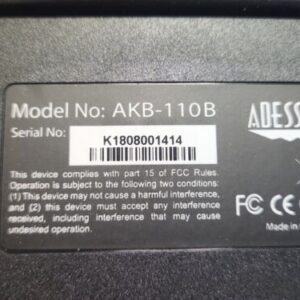 Model No: AKB-110B
ADESS
Serial No:
K1808001414
This device complies with part 15 of FCC Rules.
Operation is subject to the following two conditions:
(1) This device may not cause a harmful interference,
and (2) this device must accept any interference
received, including interference that may cause
undesired operation.
FC CE
Made in